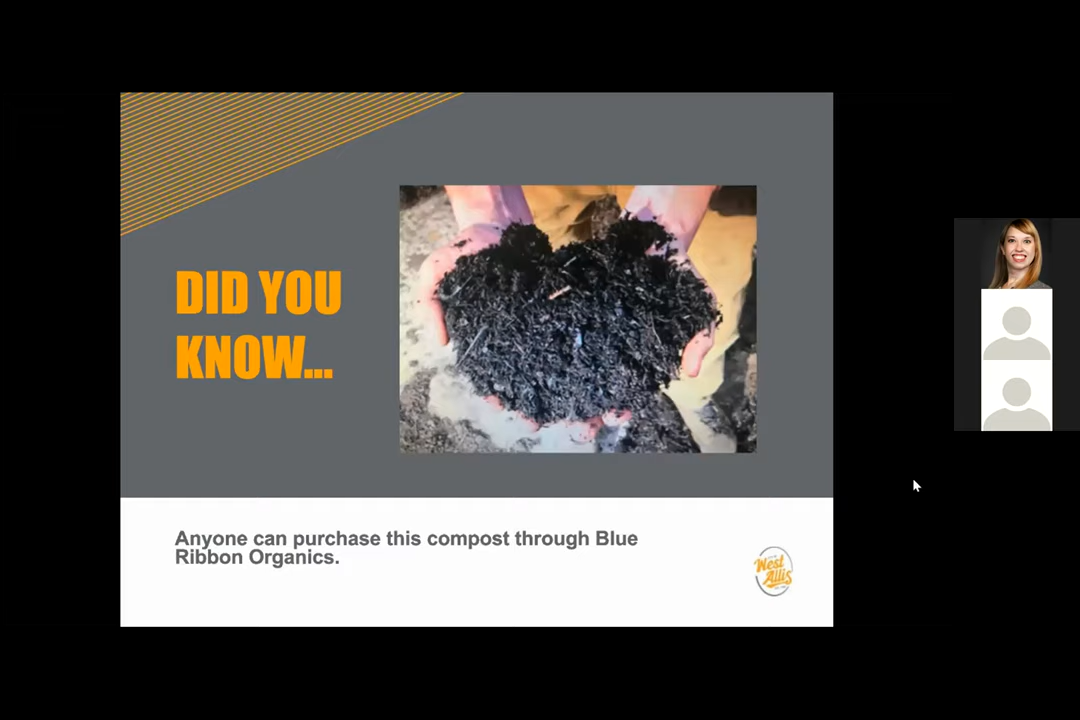 DID YOU
KNOW...
Anyone can purchase this compost through Blue
Ribbon Organics.
West
Allis